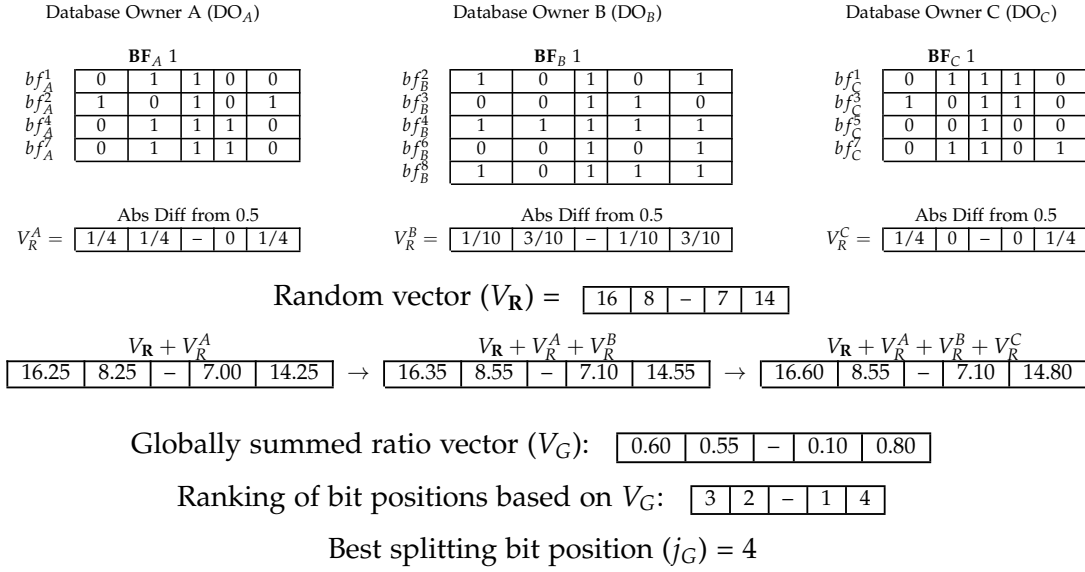 Database Owner A (DO_A) Database Owner B (DO_B) Database Owner C (DO_C)
BF_A 1 BF_B 1 BF_C 1
bf_A^1 0 1 1 0 0 bf_B^2 1 0 1 0 1 bf_C^1 0 1 1 1 0
bf_A^2 1 0 1 0 1 bf_B^3 0 0 1 1 0 bf_C^3 1 0 1 1 0
bf_A^4 0 1 1 1 0 bf_B^4 1 1 1 1 1 bf_C^5 0 0 1 0 0
bf_A^7 0 1 1 1 0 bf_B^6 0 0 1 0 1 bf_C^7 0 1 1 0 1
bf_B^8 1 0 1 1 1
Abs Diff from 0.5 Abs Diff from 0.5 Abs Diff from 0.5
V_R^A = 1/4 1/4 – 0 1/4 V_R^B = 1/10 3/10 – 1/10 3/10 V_R^C = 1/4 0 – 0 1/4
Random vector (V_R) = 16 8 – 7 14
V_R + V_R^A V_R + V_R^A + V_R^B V_R + V_R^A + V_R^B + V_R^C
16.25 8.25 – 7.00 14.25 → 16.35 8.55 – 7.10 14.55 → 16.60 8.55 – 7.10 14.80
Globally summed ratio vector (V_G): 0.60 0.55 – 0.10 0.80
Ranking of bit positions based on V_G: 3 2 – 1 4
Best splitting bit position (j_G) = 4